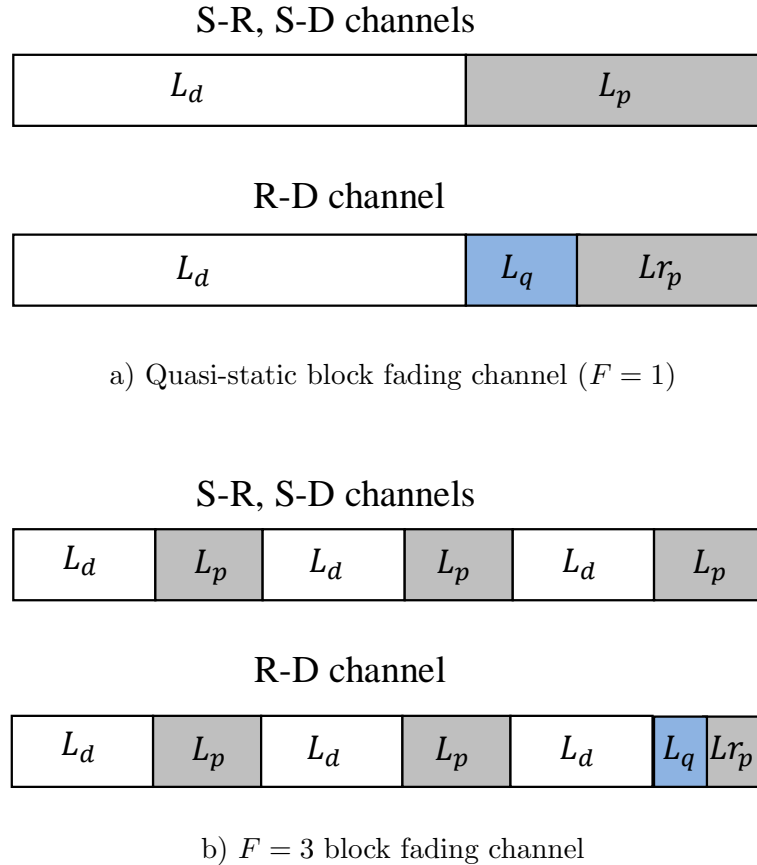 S-R, S-D channels
L_d L_p
R-D channel
L_d L_q Lr_p
a) Quasi-static block fading channel (F = 1)
S-R, S-D channels
L_d L_p L_d L_p L_d L_p
R-D channel
L_d L_p L_d L_p L_d L_q Lr_p
b) F = 3 block fading channel